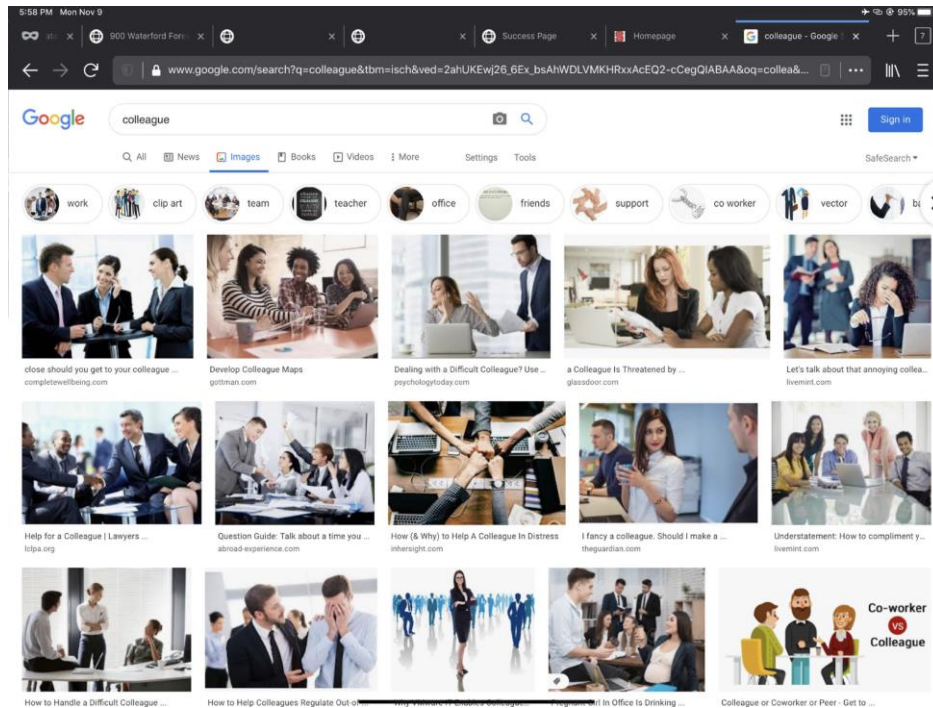 5:58 PM Mon Nov 9
95%
900 Waterford Fore
Success Page
Homepage
colleague - Google S
7
www.google.com/search?q=colleague&tbm=isch&ved=2ahUKEwj26_6Ex_bsAhWDLVMKHRxxAcEQ2-cCegQIABAA&oq=collea&...
Google
colleague
Sign in
All
News
Images
Books
Videos
More
Settings
Tools
SafeSearch
work
clip art
team
teacher
office
friends
support
co worker
vector
close should you get to your colleague ...
Develop Colleague Maps
Dealing with a Difficult Colleague? Use ...
a Colleague Is Threatened by ...
Let's talk about that annoying collea...
completewellbeing.com
gottman.com
psychologytoday.com
glassdoor.com
livemint.com
Help for a Colleague | Lawyers ...
Question Guide: Talk about a time you ...
How (& Why) to Help A Colleague In Distress
I fancy a colleague. Should I make a ...
Understatement: How to compliment y...
lclpa.org
abroad-experience.com
inhersight.com
theguardian.com
livemint.com
Co-worker
VS
Colleague
How to Handle a Difficult Colleague ...
How to Help Colleagues Regulate Out-of-...
Pregnant Girl In Office Is Drinking ...
Colleague or Coworker or Peer - Get to ...